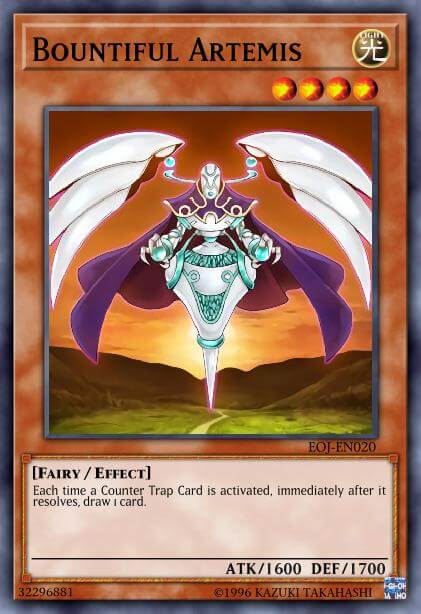 Bountiful Artemis
LIGHT
光
EOJ-EN020
[Fairy / Effect]
Each time a Counter Trap Card is activated, immediately after it
resolves, draw 1 card.
ATK/1600 DEF/1700
32296881
©1996 KAZUKI TAKAHASHI